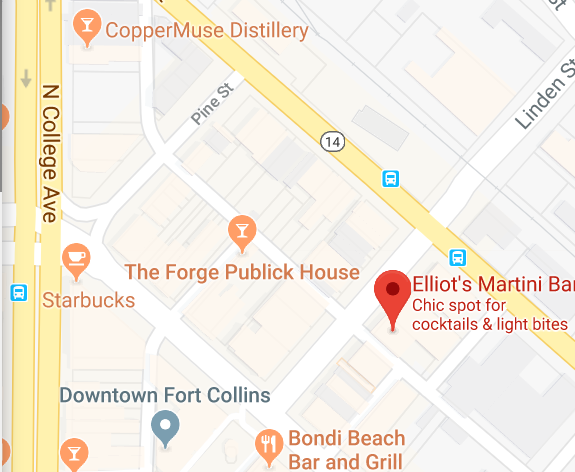 CopperMuse Distillery
Pine St
Linden St
N College Ave
14
The Forge Publick House
Starbucks
Elliot's Martini Bar
Chic spot for
cocktails & light bites
Downtown Fort Collins
Bondi Beach
Bar and Grill